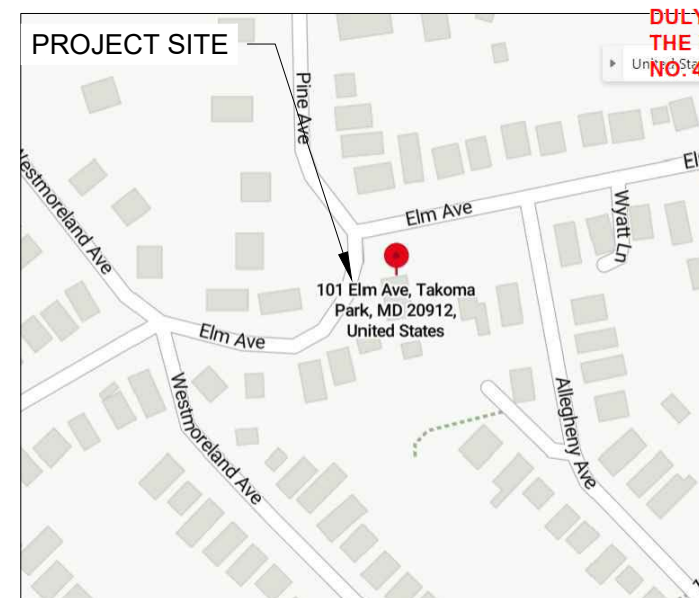 DULY
PROJECT SITE
THE
NO. 4
Pine Ave
Westmoreland Ave
Elm Ave
Wyatt Ln
101 Elm Ave, Takoma
Park, MD 20912,
United States
Elm Ave
Westmoreland Ave
Allegheny Ave